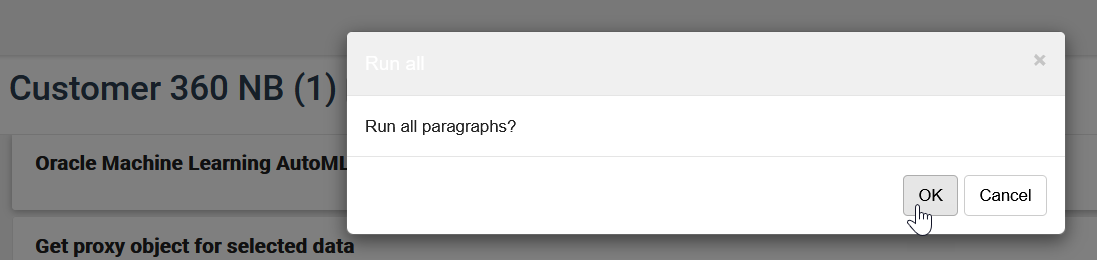 Run all
×
Customer 360 NB (1)
Run all paragraphs?
Oracle Machine Learning AutoML
OK
Cancel
Get proxy object for selected data